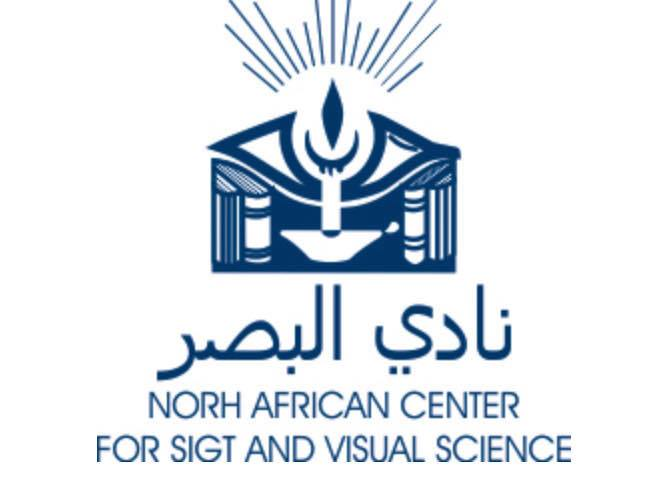 نادي البصر
NORH AFRICAN CENTER
FOR SIGT AND VISUAL SCIENCE